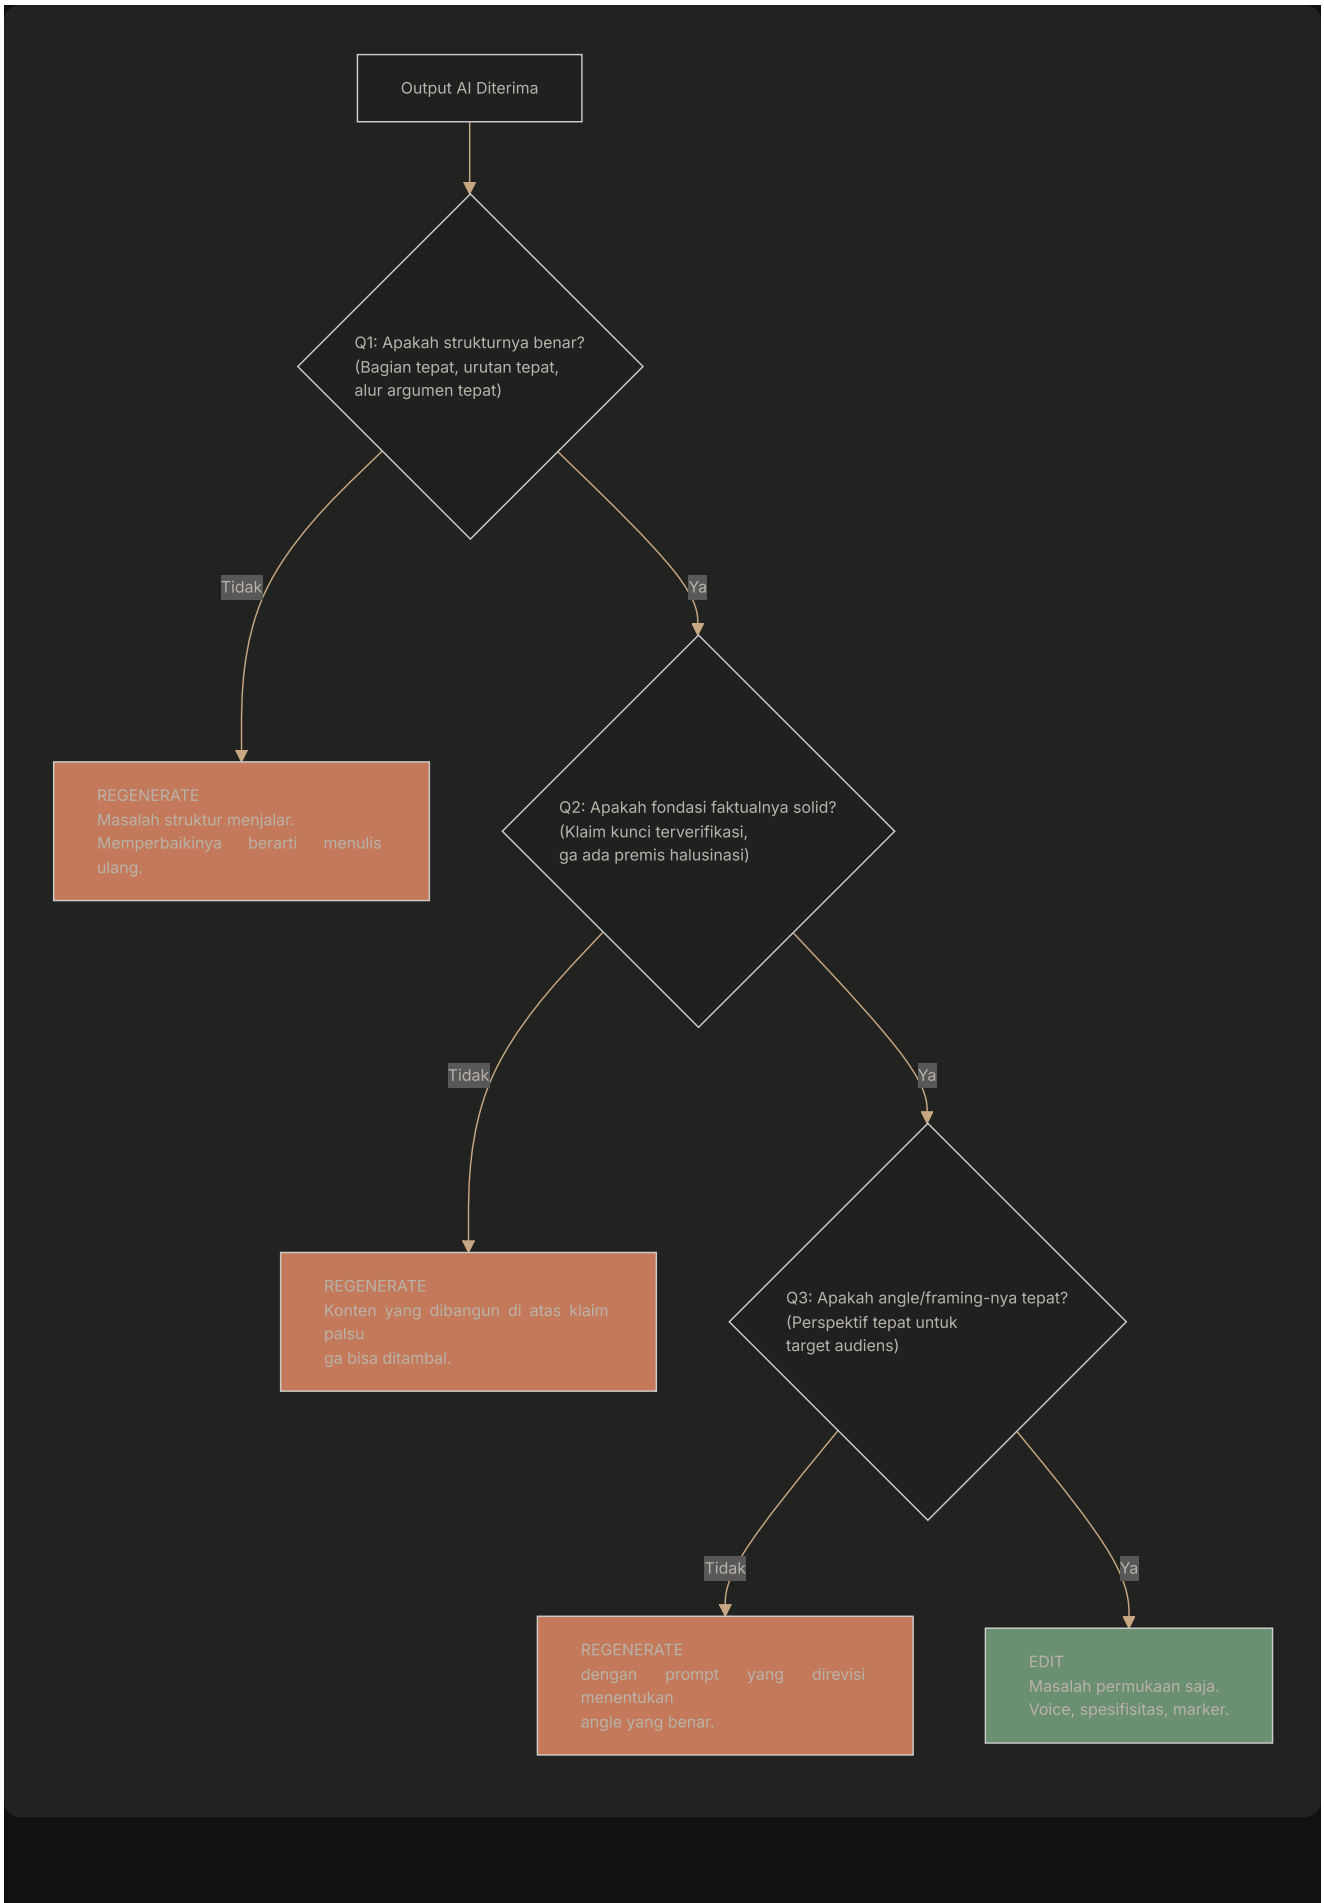 Output AI Diterima
Q1: Apakah strukturnya benar?
(Bagian tepat, urutan tepat,
alur argumen tepat)
Tidak
Ya
REGENERATE
Masalah struktur menjalar.
Memperbaikinya berarti menulis
ulang.
Q2: Apakah fondasi faktualnya solid?
(Klaim kunci terverifikasi,
ga ada premis halusinasi)
Tidak
Ya
REGENERATE
Konten yang dibangun di atas klaim
palsu
ga bisa ditambal.
Q3: Apakah angle/framing-nya tepat?
(Perspektif tepat untuk
target audiens)
Tidak
Ya
REGENERATE
dengan prompt yang direvisi
menentukan
angle yang benar.
EDIT
Masalah permukaan saja.
Voice, spesifisitas, marker.